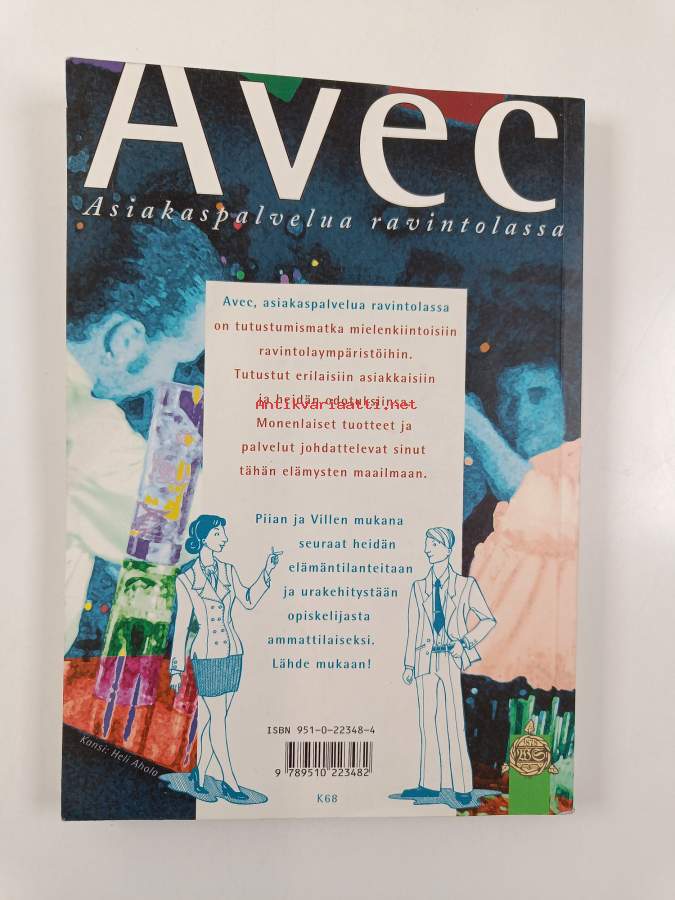 Avec
Asiakaspalvelua ravintolassa
Avec, asiakaspalvelua ravintolassa
on tutustumismatka mielenkiintoisiin
ravintolaympäristöihin.
Tutustut erilaisiin asiakkaisiin
ja heidän odotuksiinsa.
antikvariaatti.net
Monenlaiset tuotteet ja
palvelut johdattelevat sinut
tähän elämysten maailmaan.
Piian ja Villen mukana
seuraat heidän
elämäntilanteitaan
ja urakehitystään
opiskelijasta
ammattilaiseksi.
Lähde mukaan!
ISBN 951-0-22348-4
9 789510 223482
K68
Kansi: Heli Ahola